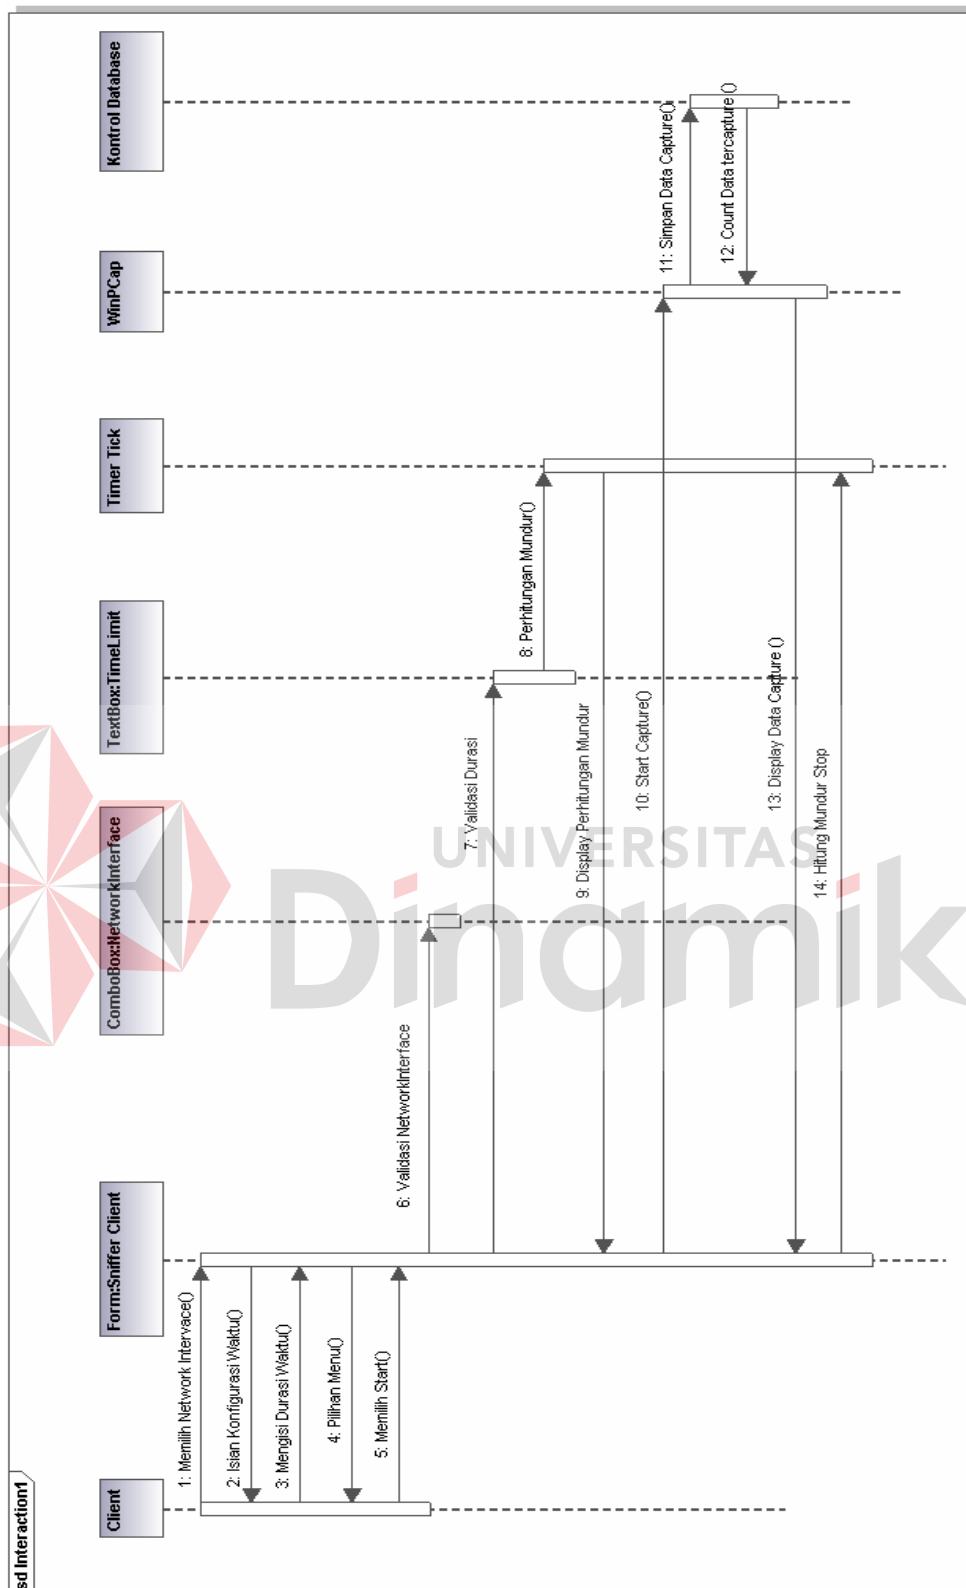 sd Interaction1
Client
Form:Sniffer Client
ComboBox:NetworkInterface
TextBox:TimeLimit
Timer Tick
WinPCap
Kontrol Database
1: Memilih Network Intervace()
2: Isian Konfigurasi Waktu()
3: Mengisi Durasi Waktu()
4: Pilihan Menu()
5: Memilih Start()
6: Validasi NetworkInterface
7: Validasi Durasi
8: Perhitungan Mundur()
9: Display Perhitungan Mundur
10: Start Capture()
11: Simpan Data Capture()
12: Count Data tercapture ()
13: Display Data Capture ()
14: Hitung Mundur Stop
UNIVERSITAS
Dinamik